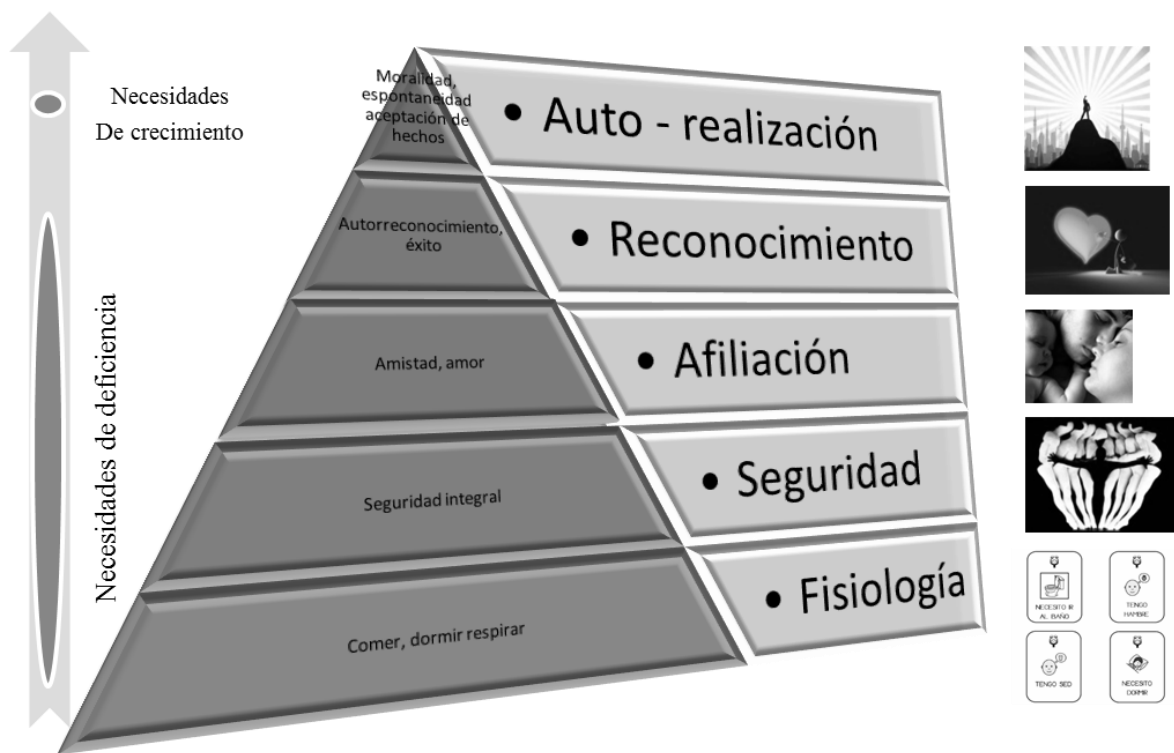 Necesidades
De crecimiento
Necesidades de deficiencia
Moralidad,
espontaneidad
aceptación de
hechos
• Auto - realización
Autorreconocimiento,
éxito
• Reconocimiento
Amistad, amor
• Afiliación
Seguridad integral
• Seguridad
Comer, dormir respirar
• Fisiología
NECESITO IR
AL BAÑO
TENGO
HAMBRE
TENGO SED
NECESITO
DORMIR